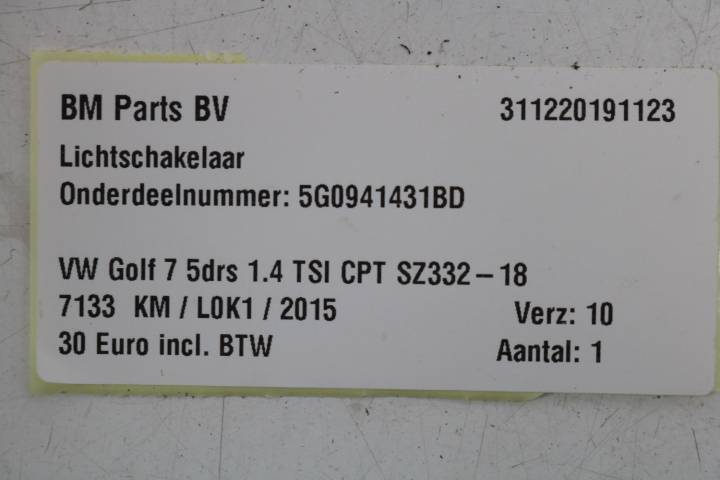 BM Parts BV 311220191123
Lichtschakelaar
Onderdeelnummer: 5G0941431BD
VW Golf 7 5drs 1.4 TSI CPT SZ332-18
7133 KM / L0K1 / 2015 Verz: 10
30 Euro incl. BTW Aantal: 1